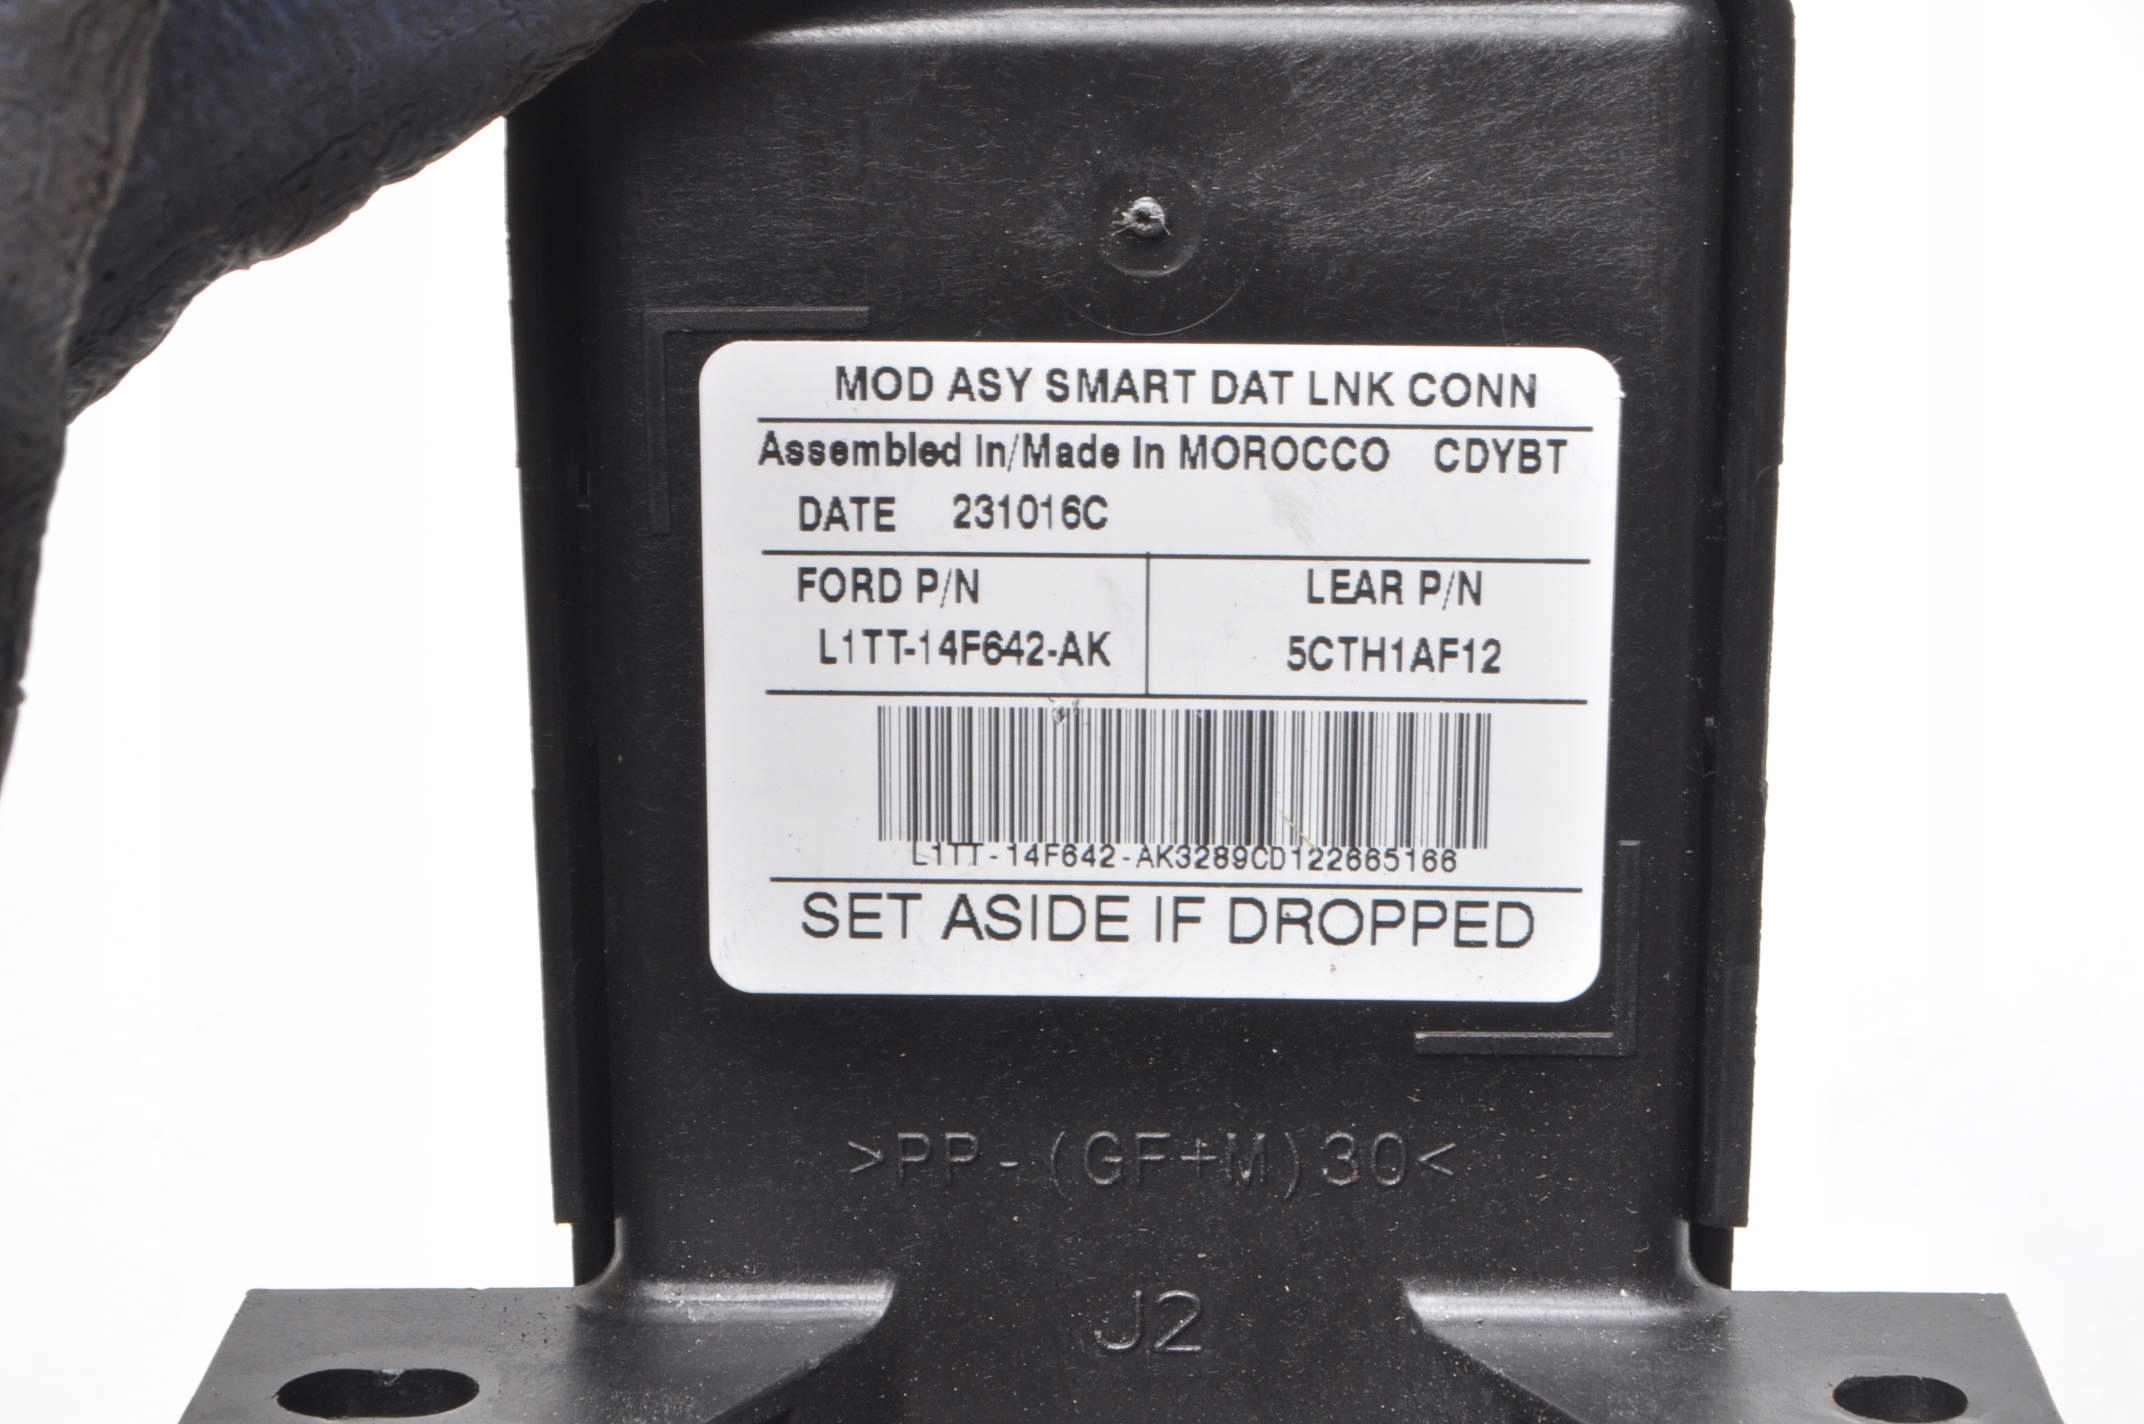 MOD ASY SMART DAT LNK CONN
Assembled In/Made In MOROCCO CDYBT
DATE 231016C
FORD P/N LEAR P/N
L1TT-14F642-AK 5CTH1AF12
L1TT-14F642-AK3289CD122665166
SET ASIDE IF DROPPED
>PP-(GF+M)30<
J2